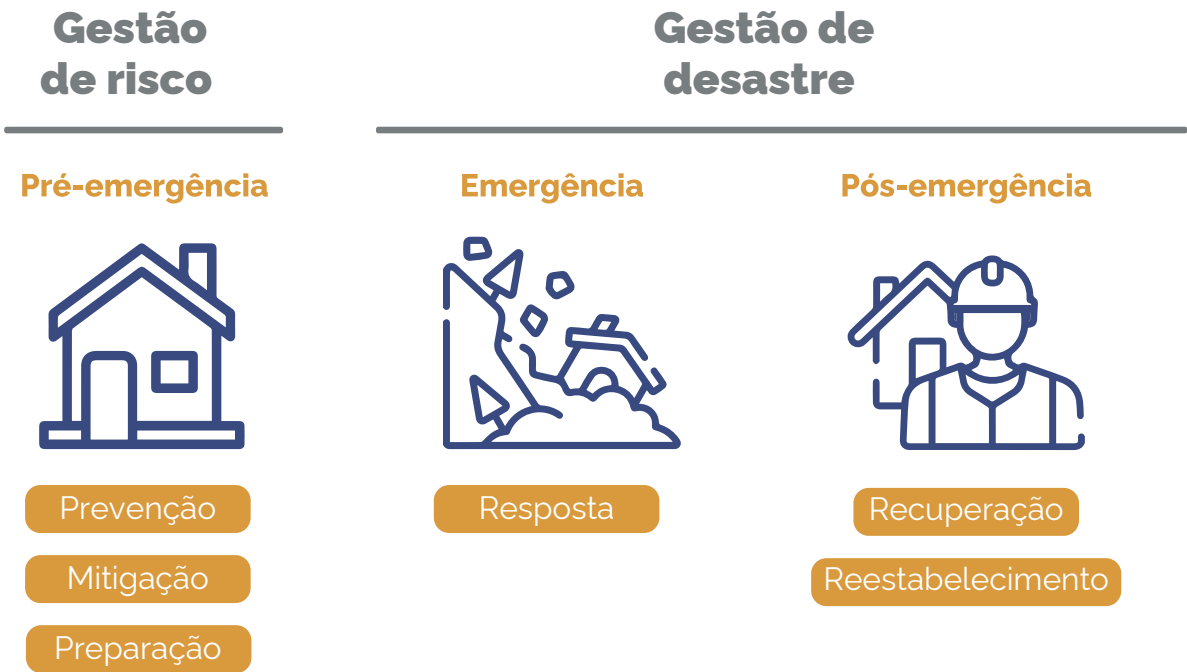 Gestão
de risco
Gestão de
desastre
Pré-emergência
Emergência
Pós-emergência
Prevenção
Mitigação
Preparação
Resposta
Recuperação
Reestabelecimento